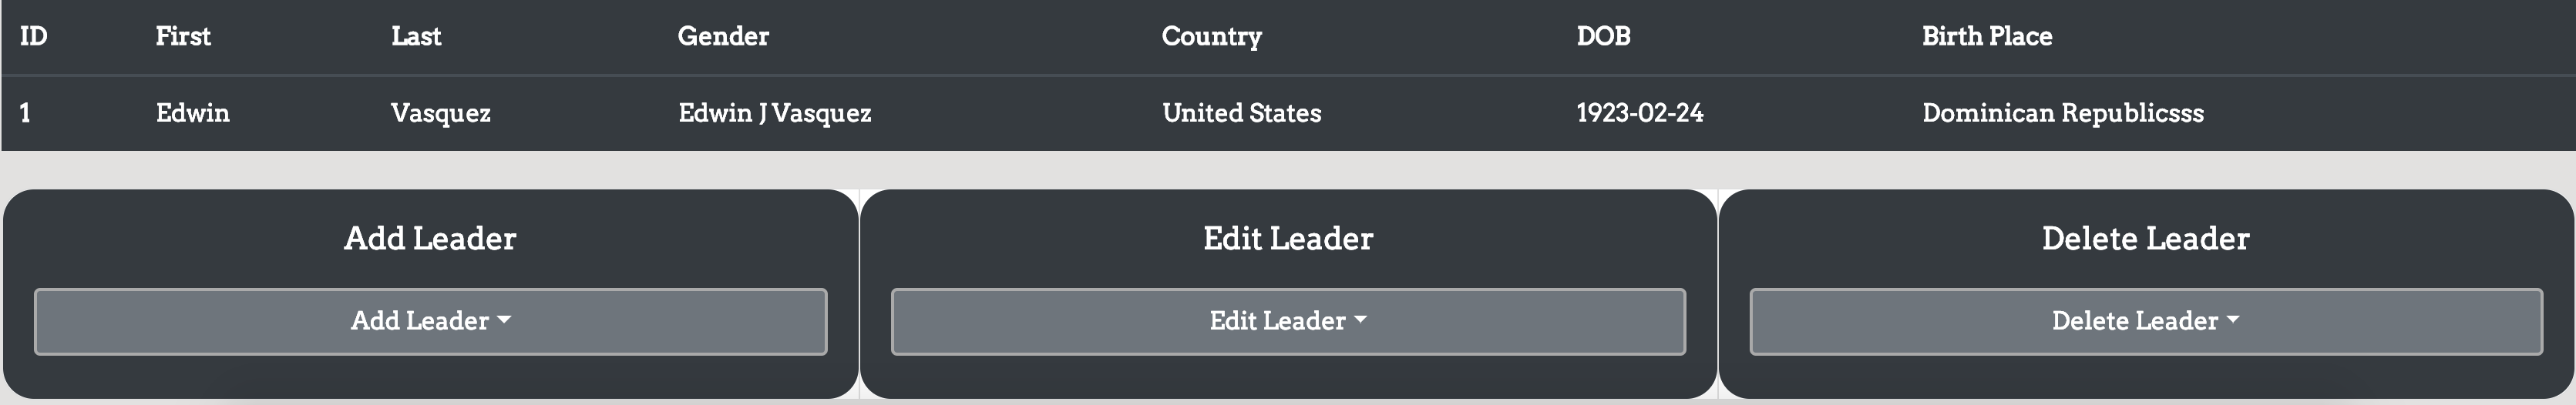 ID First Last Gender Country DOB Birth Place
1 Edwin Vasquez Edwin J Vasquez United States 1923-02-24 Dominican Republicsss
Add Leader Edit Leader Delete Leader
Add Leader Edit Leader Delete Leader